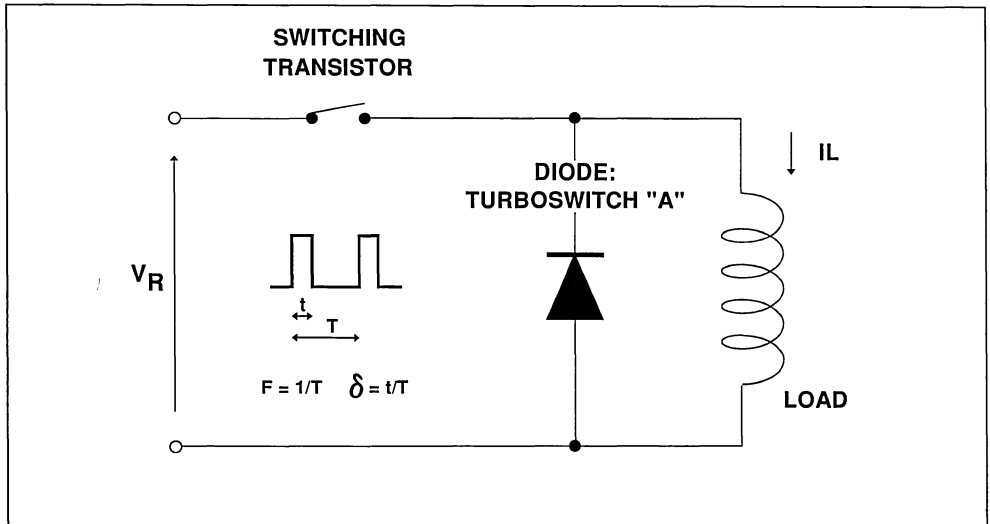 SWITCHING
TRANSISTOR
IL
DIODE:
TURBOSWITCH "A"
VR
t
T
F = 1/T δ = t/T
LOAD